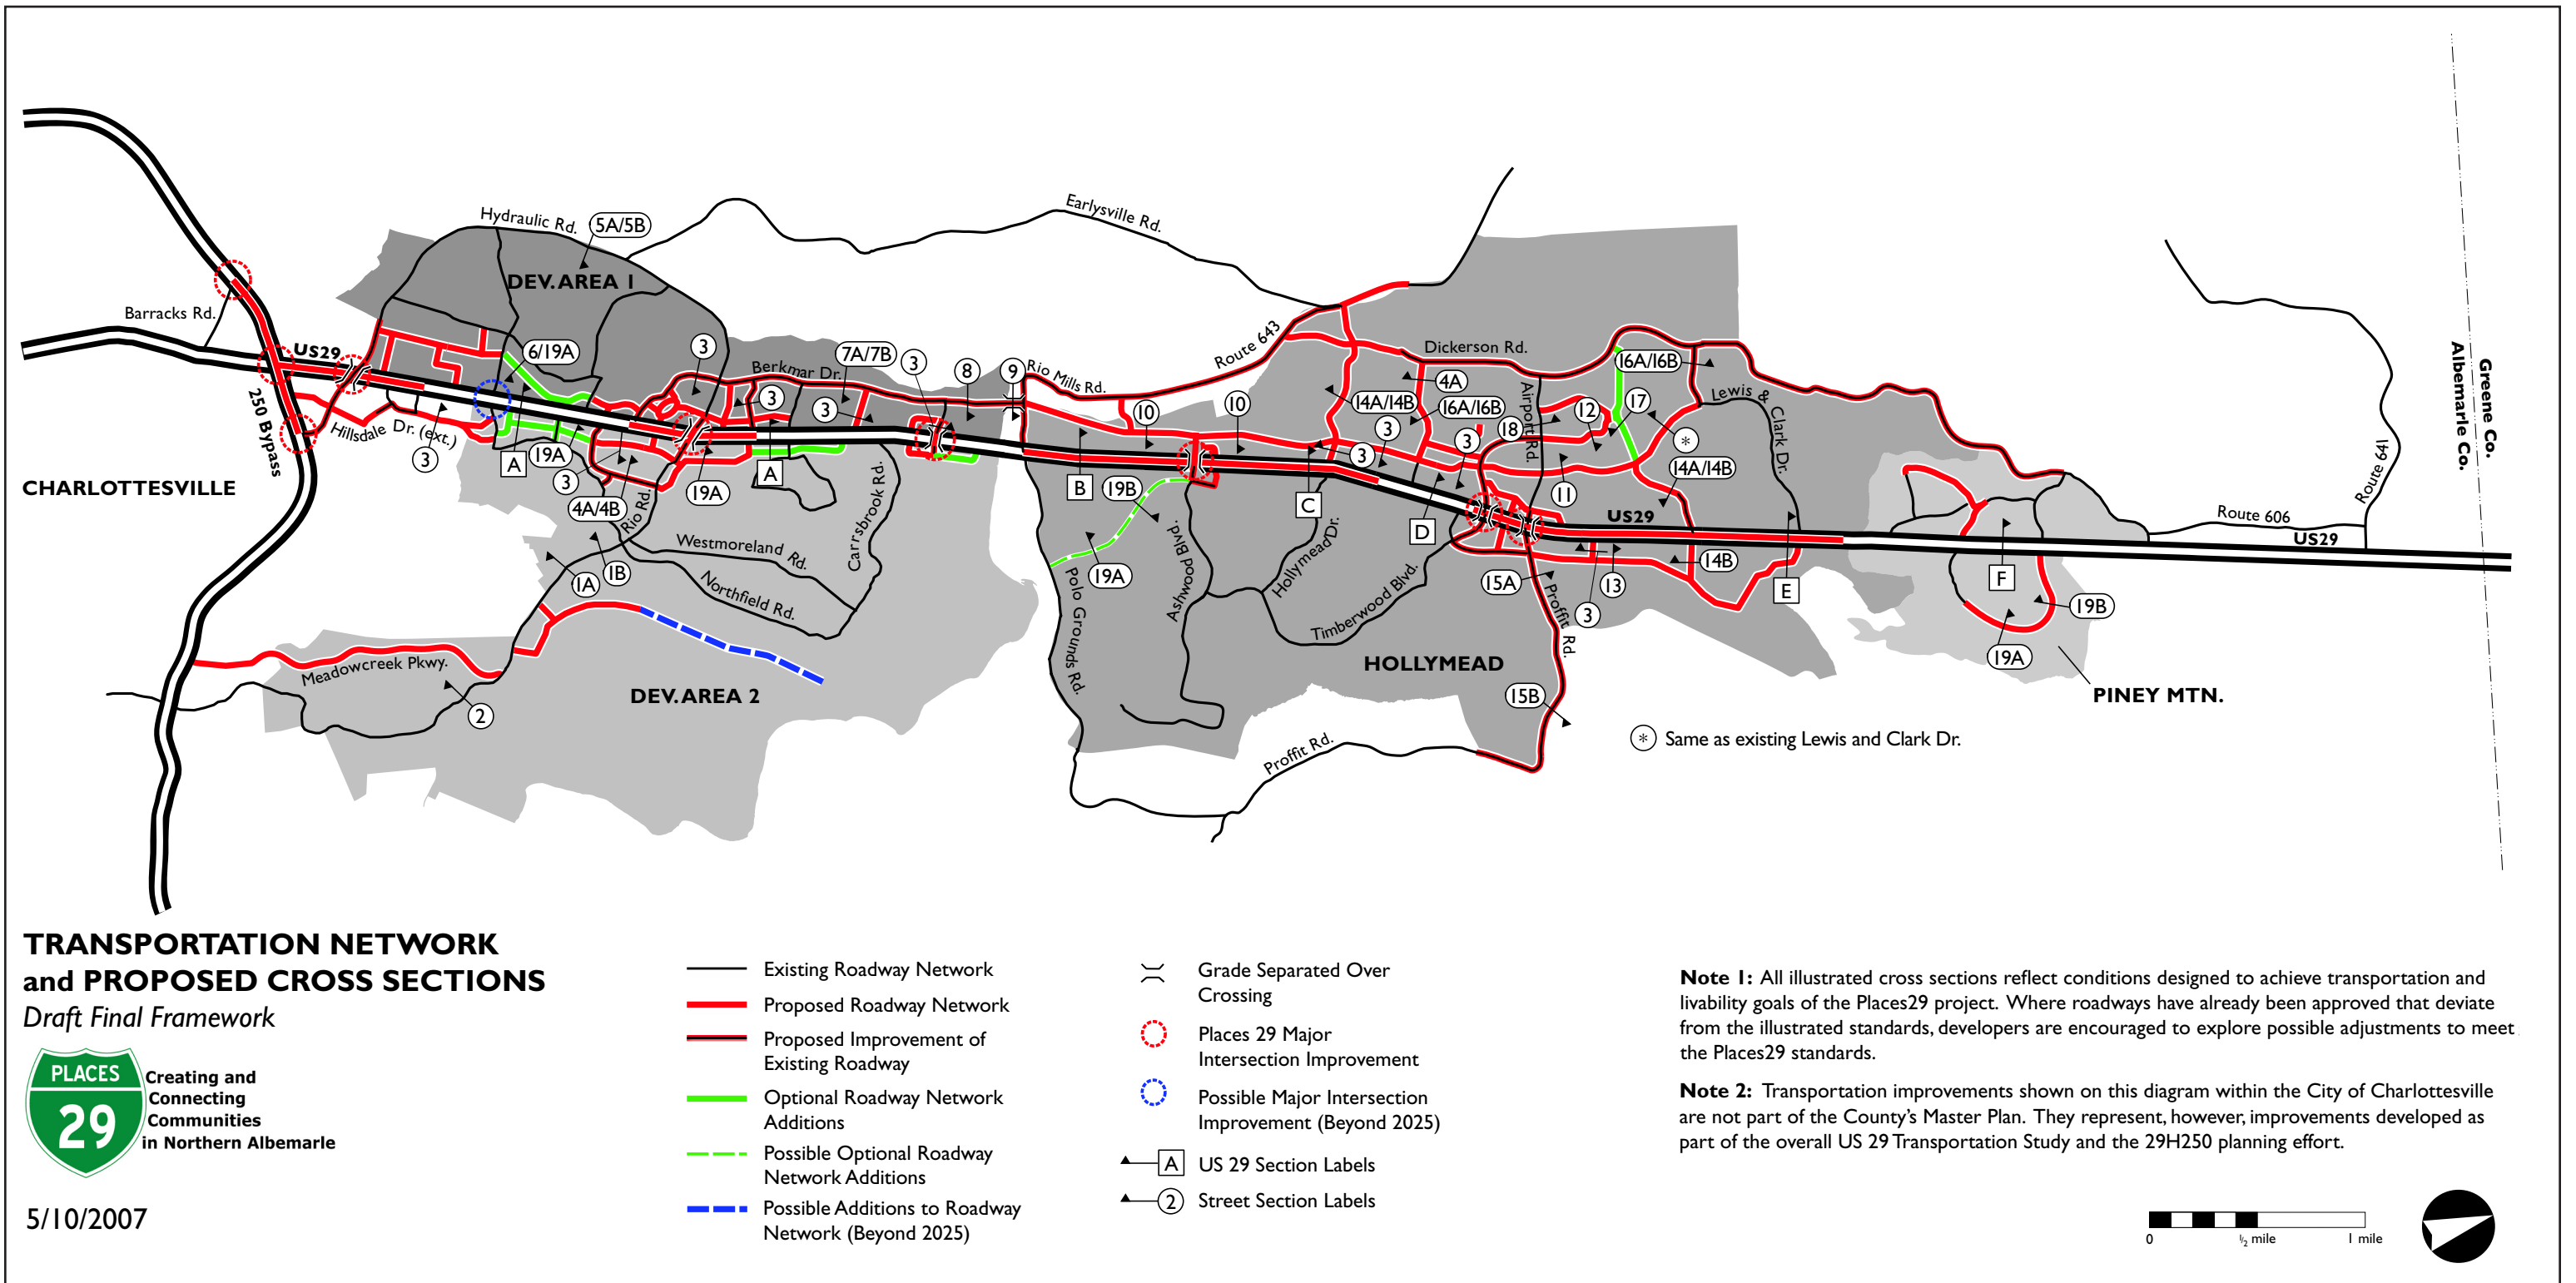 Hydraulic Rd.
5A/5B
Earlysville Rd.
DEV. AREA 1
Barracks Rd.
US29
6/19A
3
Berkmar Dr.
7A/7B
3
8
9
Rio Mills Rd.
Route 643
Dickerson Rd.
16A/16B
Greene Co.
Albemarle Co.
250 Bypass
Hillsdale Dr. (ext.)
3
A
19A
3
4A/4B
Rio Rd.
19A
3
3
A
Carrsbrook Rd.
10
10
B
19B
C
3
14A/14B
4A
16A/16B
3
3
18
Airport Rd.
12
17
*
Lewis & Clark Dr.
14A/14B
11
D
US29
Route 641
Route 606
US29
CHARLOTTESVILLE
1A
1B
Westmoreland Rd.
Northfield Rd.
19A
Polo Grounds Rd.
Ashwood Blvd.
Hollymead Dr.
Timberwood Blvd.
15A
Proffit Rd.
3
13
14B
E
F
19B
19A
Meadowcreek Pkwy.
2
DEV. AREA 2
HOLLYMEAD
15B
PINEY MTN.
Proffit Rd.
* Same as existing Lewis and Clark Dr.
TRANSPORTATION NETWORK
and PROPOSED CROSS SECTIONS
Draft Final Framework
PLACES
29
Creating and
Connecting
Communities
in Northern Albemarle
5/10/2007
Existing Roadway Network
Proposed Roadway Network
Proposed Improvement of
Existing Roadway
Optional Roadway Network
Additions
Possible Optional Roadway
Network Additions
Possible Additions to Roadway
Network (Beyond 2025)
Grade Separated Over
Crossing
Places 29 Major
Intersection Improvement
Possible Major Intersection
Improvement (Beyond 2025)
A US 29 Section Labels
2 Street Section Labels
Note 1: All illustrated cross sections reflect conditions designed to achieve transportation and
livability goals of the Places29 project. Where roadways have already been approved that deviate
from the illustrated standards, developers are encouraged to explore possible adjustments to meet
the Places29 standards.
Note 2: Transportation improvements shown on this diagram within the City of Charlottesville
are not part of the County's Master Plan. They represent, however, improvements developed as
part of the overall US 29 Transportation Study and the 29H250 planning effort.
0 1/2 mile 1 mile